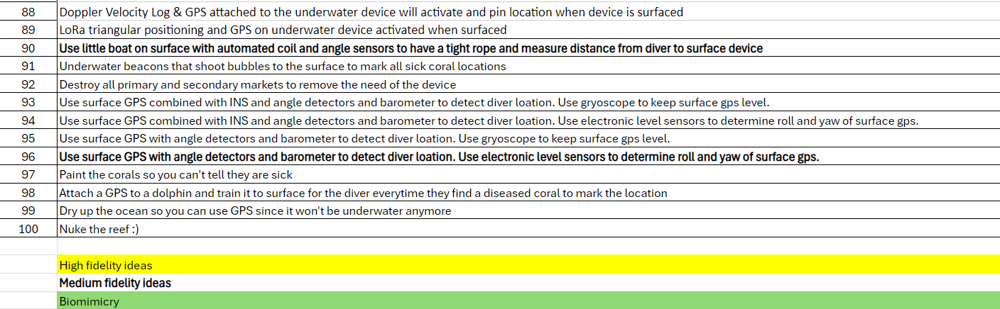 88 Doppler Velocity Log & GPS attached to the underwater device will activate and pin location when device is surfaced
89 LoRa triangular positioning and GPS on underwater device activated when surfaced
90 Use little boat on surface with automated coil and angle sensors to have a tight rope and measure distance from diver to surface device
91 Underwater beacons that shoot bubbles to the surface to mark all sick coral locations
92 Destroy all primary and secondary markets to remove the need of the device
93 Use surface GPS combined with INS and angle detectors and barometer to detect diver loation. Use gryoscope to keep surface gps level.
94 Use surface GPS combined with INS and angle detectors and barometer to detect diver loation. Use electronic level sensors to determine roll and yaw of surface gps.
95 Use surface GPS with angle detectors and barometer to detect diver loation. Use gryoscope to keep surface gps level.
96 Use surface GPS with angle detectors and barometer to detect diver loation. Use electronic level sensors to determine roll and yaw of surface gps.
97 Paint the corals so you can't tell they are sick
98 Attach a GPS to a dolphin and train it to surface for the diver everytime they find a diseased coral to mark the location
99 Dry up the ocean so you can use GPS since it won't be underwater anymore
100 Nuke the reef :)
High fidelity ideas
Medium fidelity ideas
Biomimicry